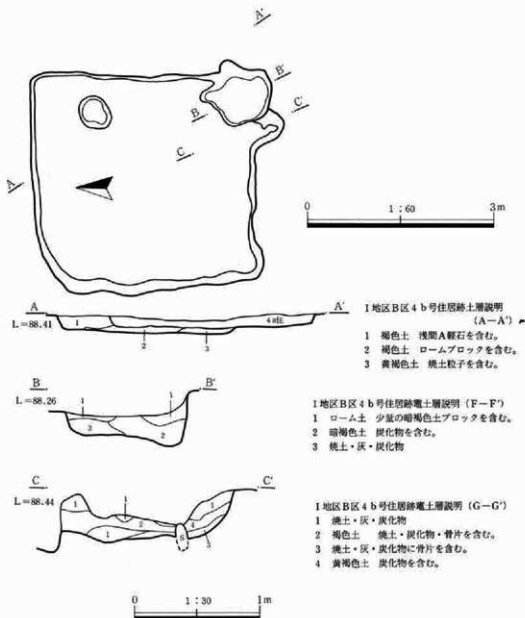 A'
B'
B
C'
C
A
0 1:60 3m
A A'
L=88.41
1 2 3 4a住
I地区B区4b号住居跡土層説明
(A-A')
1 褐色土 浅間A軽石を含む。
2 褐色土 ロームブロックを含む。
3 黄褐色土 焼土粒子を含む。
B B'
L=88.26
1 1
3 2
I地区B区4b号住居跡竈土層説明(F-F')
1 ローム土 少量の暗褐色土ブロックを含む。
2 暗褐色土 炭化物を含む。
3 焼土・灰・炭化物
C C'
L=88.44
1 1 2 1 4 1 S 3
I地区B区4b号住居跡竈土層説明(G-G')
1 焼土・灰・炭化物
2 褐色土 焼土・炭化物・骨片を含む。
3 焼土・灰・炭化物に骨片を含む。
4 黄褐色土 炭化物を含む。
0 1:30 1m